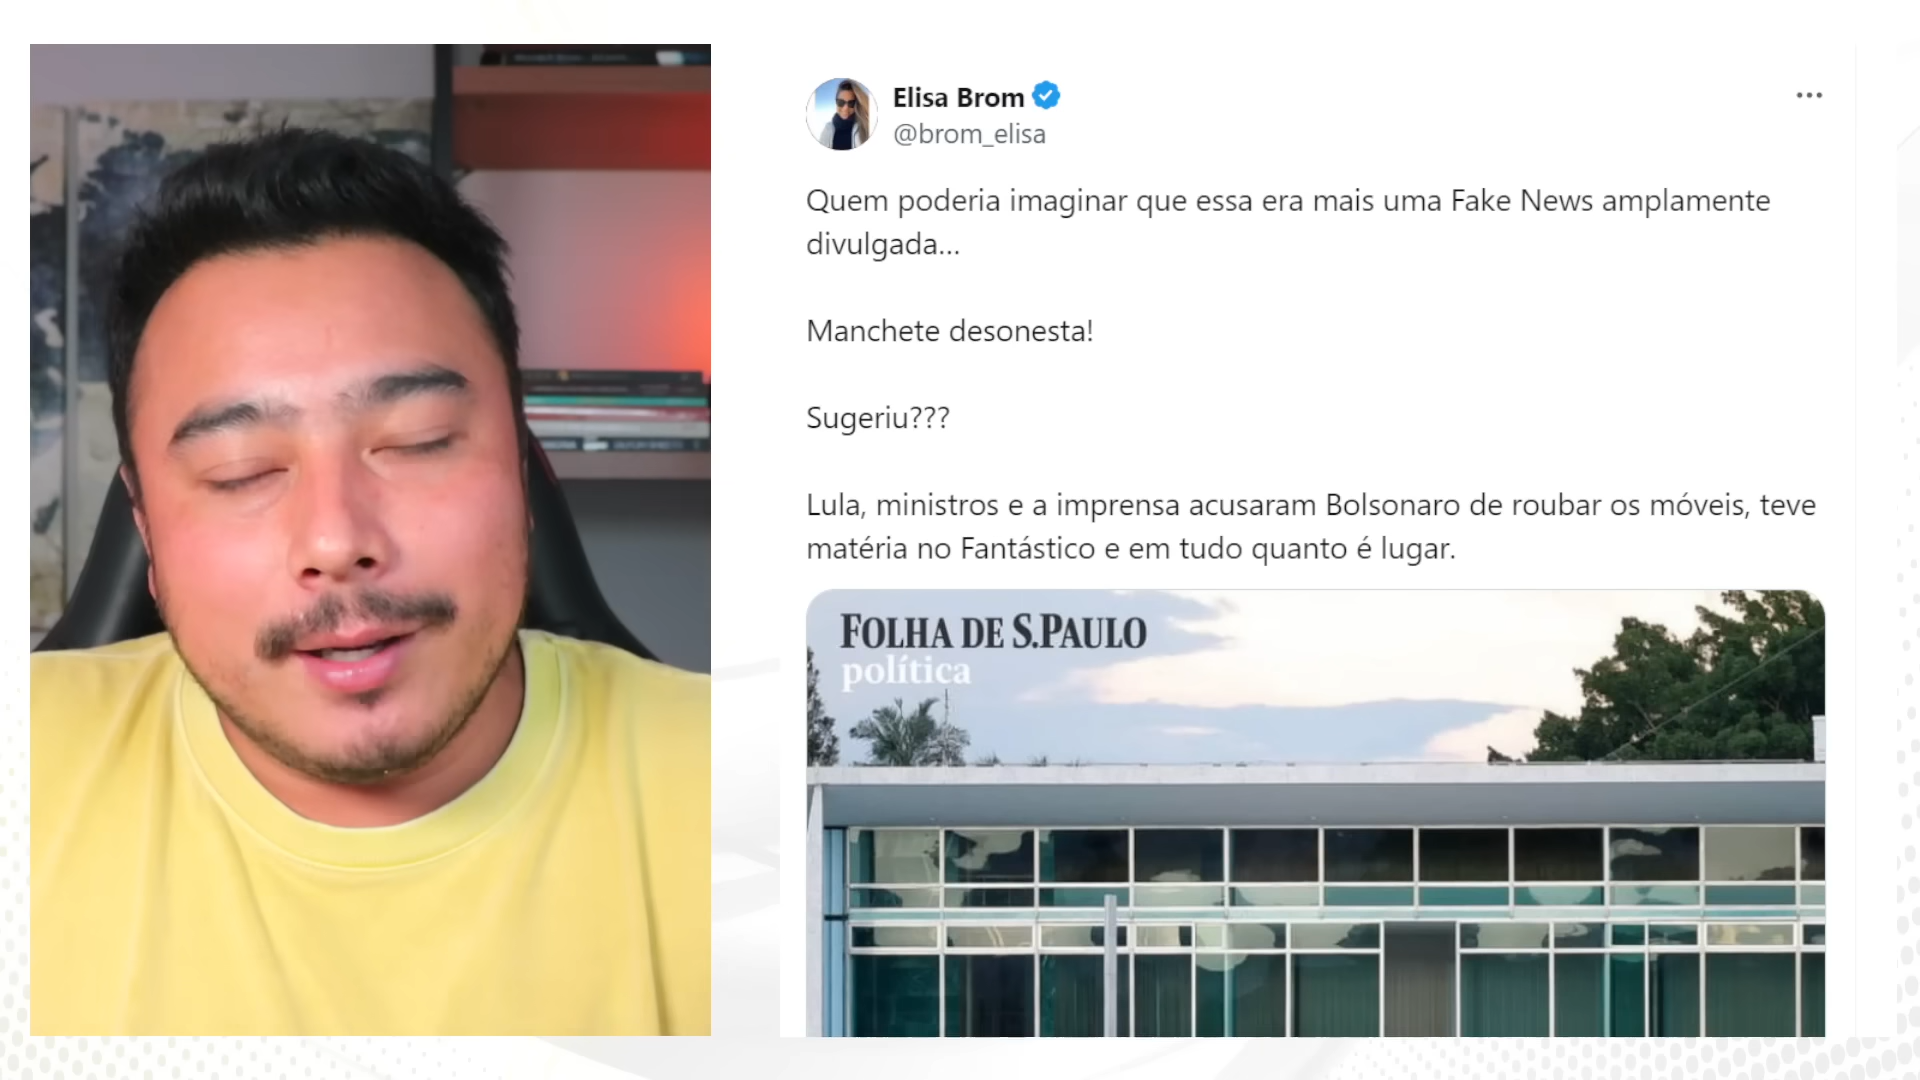 Elisa Brom
@brom_elisa
Quem poderia imaginar que essa era mais uma Fake News amplamente
divulgada...
Manchete desonesta!
Sugeriu???
Lula, ministros e a imprensa acusaram Bolsonaro de roubar os móveis, teve
matéria no Fantástico e em tudo quanto é lugar.
FOLHA DE S.PAULO
política